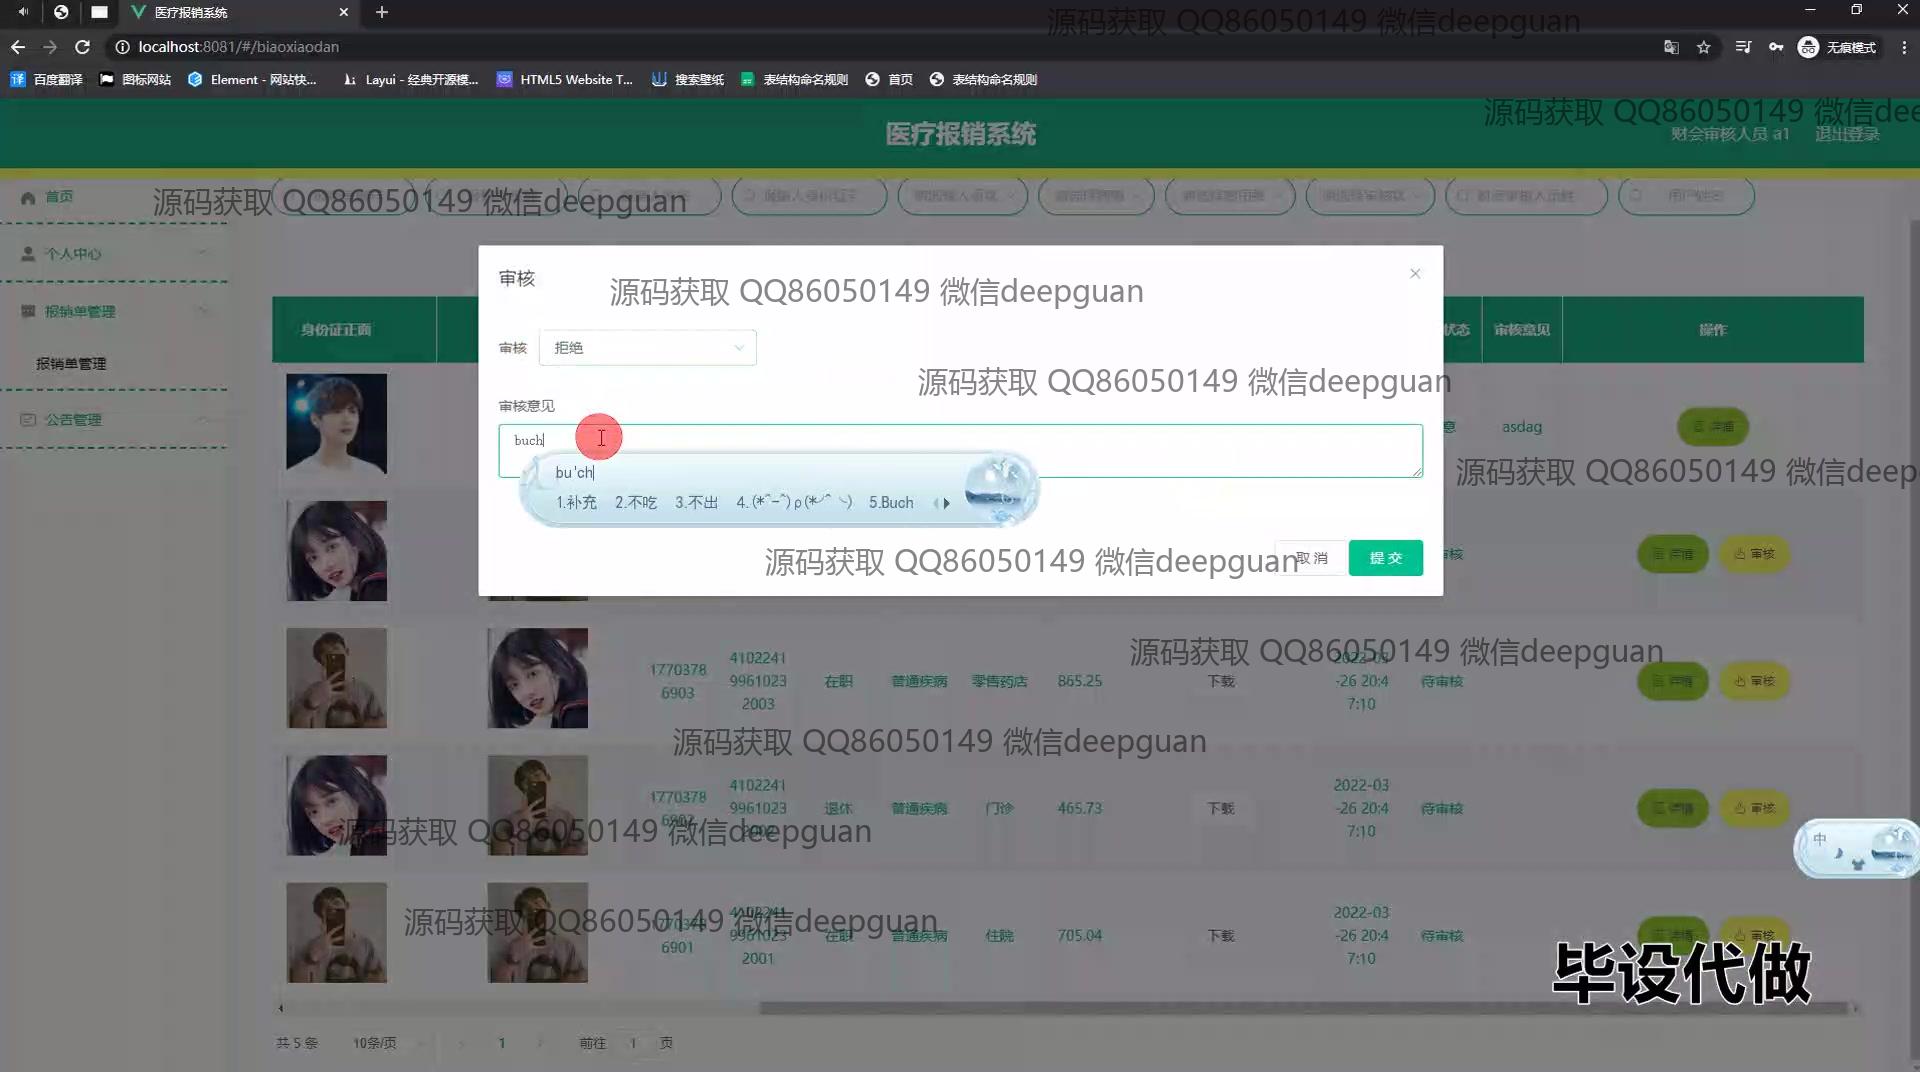 医疗报销系统
localhost:8081/#/biaoxiaodan
无痕模式
百度翻译
图标网站
Element - 网站快...
Layui - 经典开源模...
HTML5 Website T...
搜索壁纸
表结构命名规则
首页
表结构命名规则
源码获取 QQ86050149 微信deepguan
医疗报销系统
源码获取 QQ86050149 微信dee
财会审核人员 a1
退出登录
首页
源码获取 QQ86050149 微信deepguan
个人中心
报销单管理
报销单管理
公告管理
审核
源码获取 QQ86050149 微信deepguan
身份证正面
状态
审核意见
操作
审核
拒绝
源码获取 QQ86050149 微信deepguan
审核意见
buch
asdag
详情
bu'ch
1.补充 2.不吃 3.不出
5.Buch
源码获取 QQ86050149 微信deep
源码获取 QQ86050149 微信deepguan
取 消
提 交
详情
审核
源码获取 QQ86050149 微信deepguan
1770378
6903
4102241
9961023
2003
在职
普通疾病
零售药店
865.25
下载
2022-03
-26 20:4
7:10
待审核
详情
审核
源码获取 QQ86050149 微信deepguan
1770378
4102241
9961023
退休
普通疾病
门诊
465.73
下载
2022-03
-26 20:4
7:10
待审核
详情
审核
中
源码获取 QQ86050149 微信deepguan
源码获取 QQ86050149 微信deepguan
6901
2001
在职
普通疾病
住院
705.04
下载
2022-03
-26 20:4
7:10
待审核
审核
毕设代做
共 5 条
10条/页
1
前往 1 页